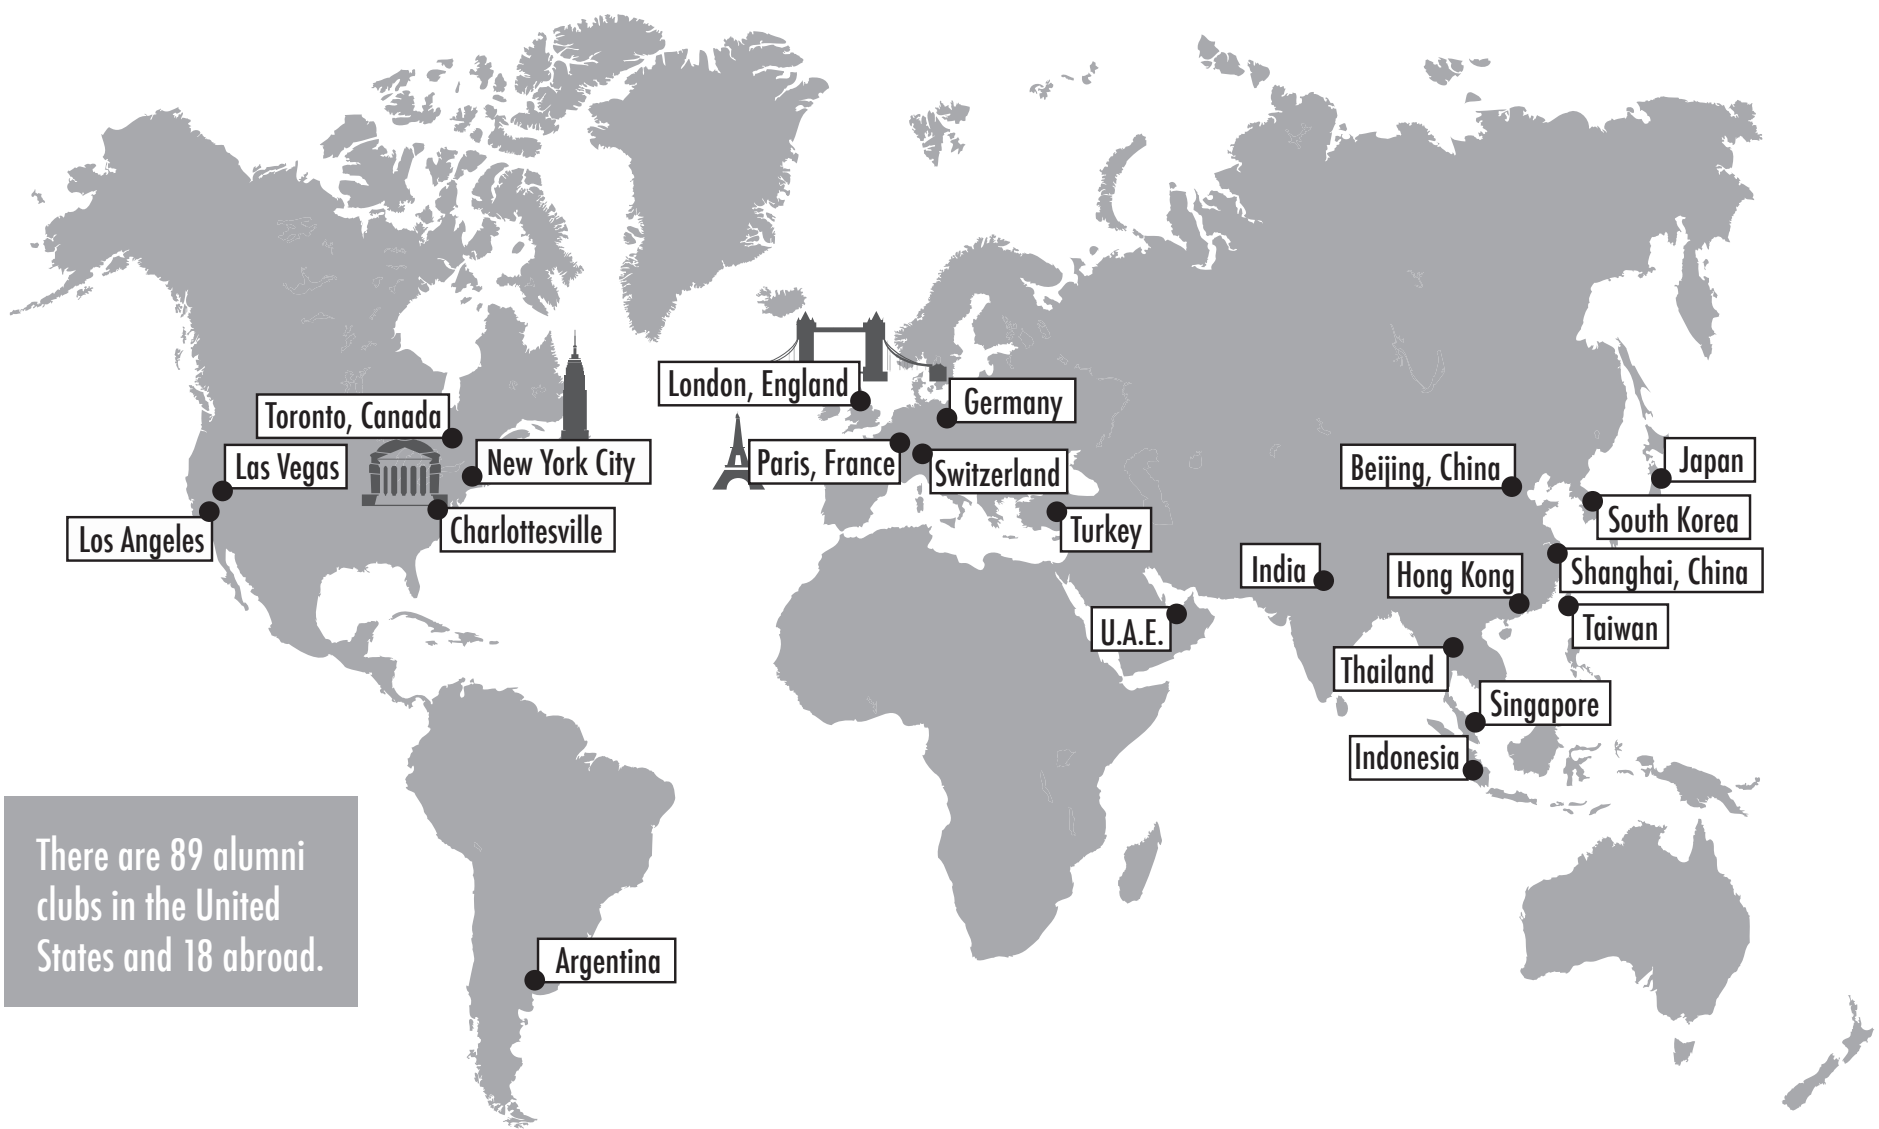 London, England
Germany
Toronto, Canada
Las Vegas
New York City
Paris, France
Switzerland
Beijing, China
Japan
South Korea
Los Angeles
Charlottesville
Turkey
India
Hong Kong
Shanghai, China
U.A.E.
Taiwan
Thailand
Singapore
Indonesia
There are 89 alumni
clubs in the United
States and 18 abroad.
Argentina